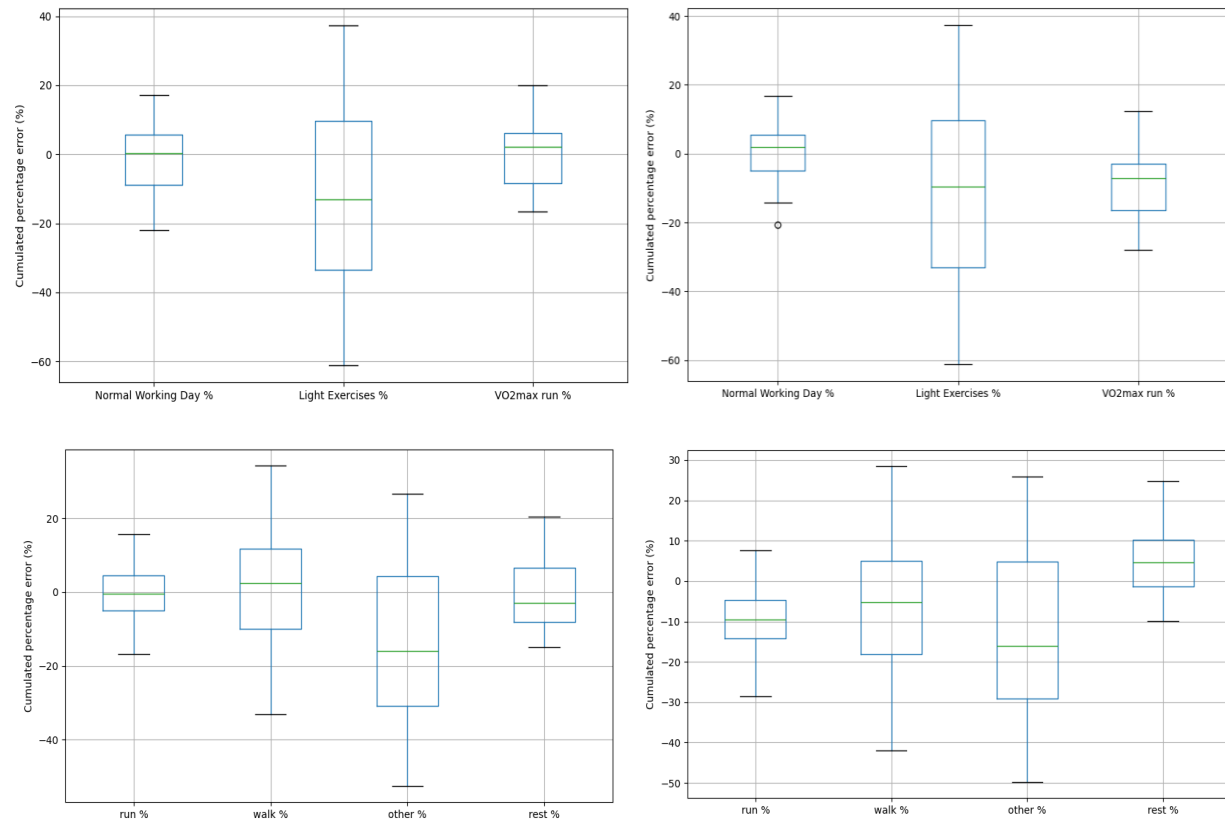 Cumulated percentage error (%)
40
20
0
−20
−40
−60
Normal Working Day %
Light Exercises %
VO2max run %
Cumulated percentage error (%)
40
20
0
−20
−40
−60
Normal Working Day %
Light Exercises %
VO2max run %
Cumulated percentage error (%)
20
0
−20
−40
run %
walk %
other %
rest %
Cumulated percentage error (%)
30
20
10
0
−10
−20
−30
−40
−50
run %
walk %
other %
rest %